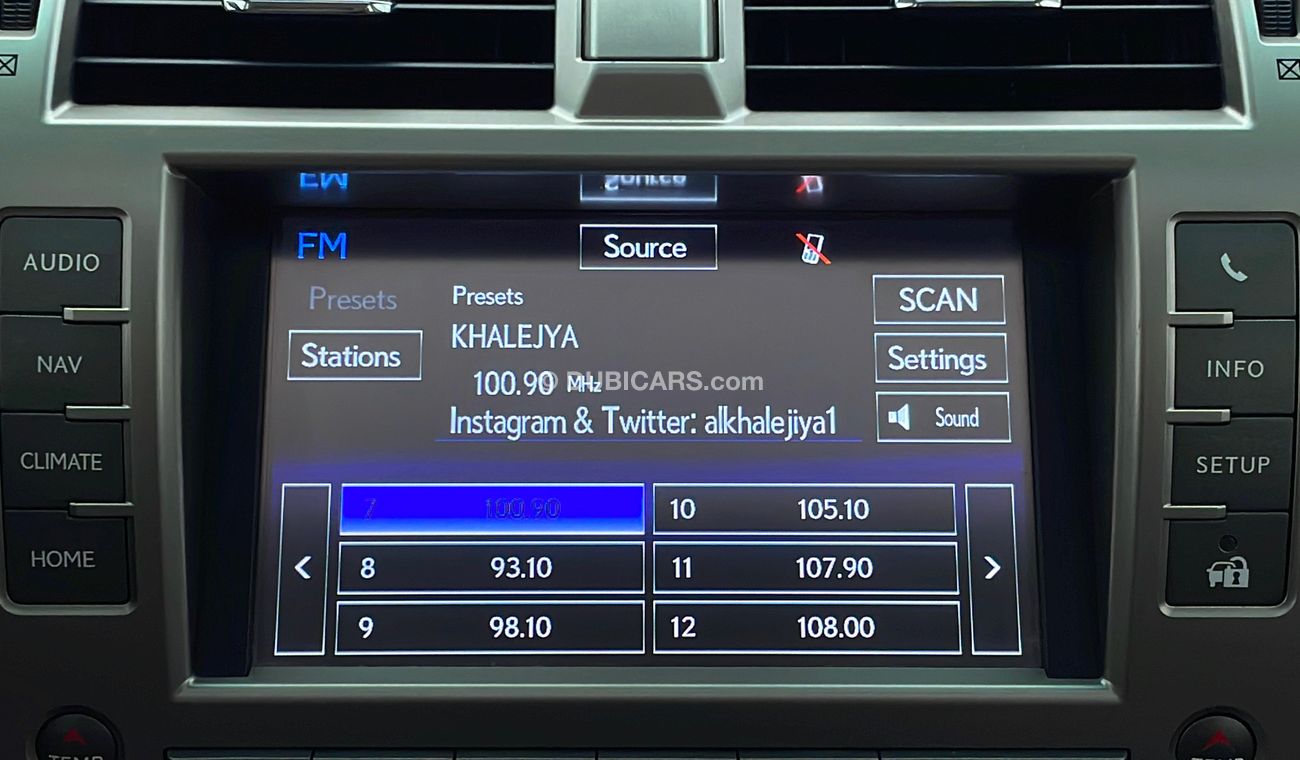 FM
Source
AUDIO
Presets
Presets
SCAN
KHALEJYA
Stations
Settings
NAV
INFO
100.90 MHz
© DUBICARS.com
Instagram & Twitter: alkhalejiya1
Sound
CLIMATE
SETUP
7 100.90
10 105.10
HOME
< 8 93.10
11 107.90 >
9 98.10
12 108.00
TEMP
TEMP